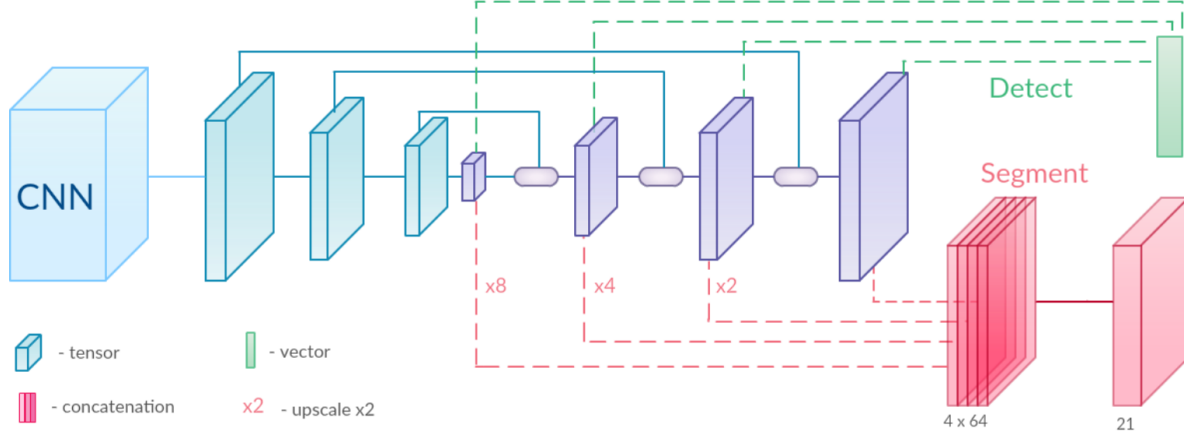 Detect
Segment
CNN
x8
x4
x2
- tensor
- vector
- concatenation
x2 - upscale x2
4 x 64
21